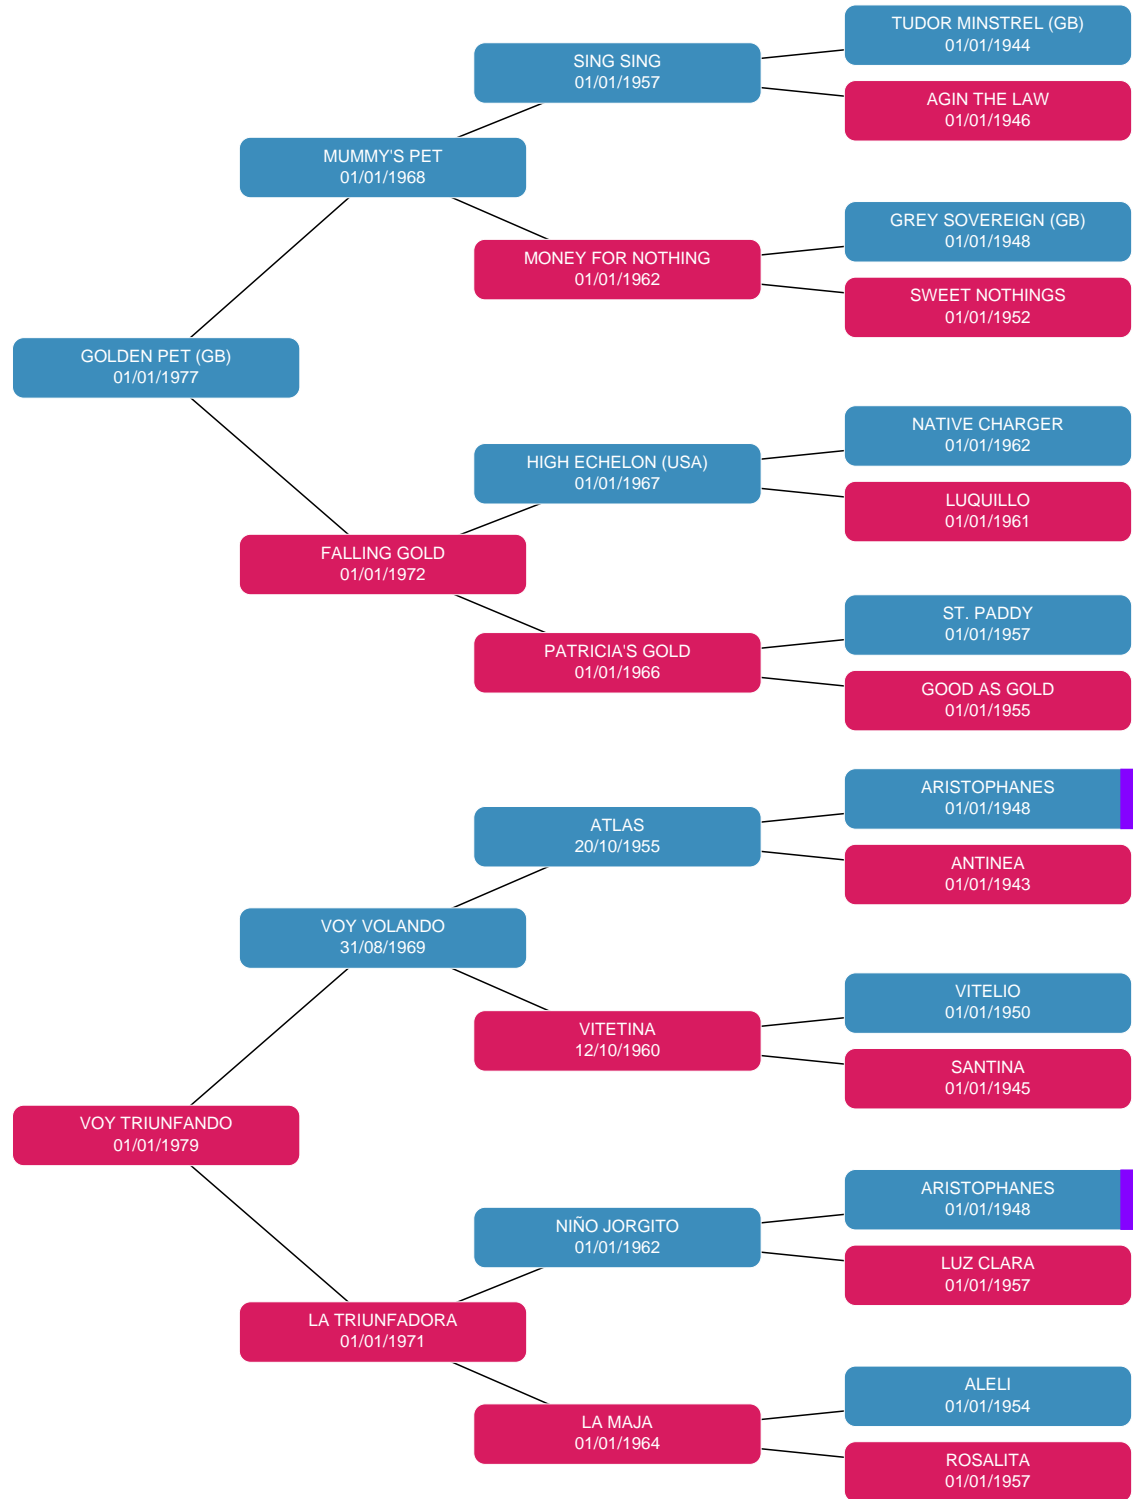 TUDOR MINSTREL (GB)
01/01/1944
SING SING
01/01/1957
AGIN THE LAW
01/01/1946
MUMMY'S PET
01/01/1968
GREY SOVEREIGN (GB)
01/01/1948
MONEY FOR NOTHING
01/01/1962
SWEET NOTHINGS
01/01/1952
GOLDEN PET (GB)
01/01/1977
NATIVE CHARGER
01/01/1962
HIGH ECHELON (USA)
01/01/1967
LUQUILLO
01/01/1961
FALLING GOLD
01/01/1972
ST. PADDY
01/01/1957
PATRICIA'S GOLD
01/01/1966
GOOD AS GOLD
01/01/1955
ARISTOPHANES
01/01/1948
ATLAS
20/10/1955
ANTINEA
01/01/1943
VOY VOLANDO
31/08/1969
VITELIO
01/01/1950
VITETINA
12/10/1960
SANTINA
01/01/1945
VOY TRIUNFANDO
01/01/1979
ARISTOPHANES
01/01/1948
NIÑO JORGITO
01/01/1962
LUZ CLARA
01/01/1957
LA TRIUNFADORA
01/01/1971
ALELI
01/01/1954
LA MAJA
01/01/1964
ROSALITA
01/01/1957